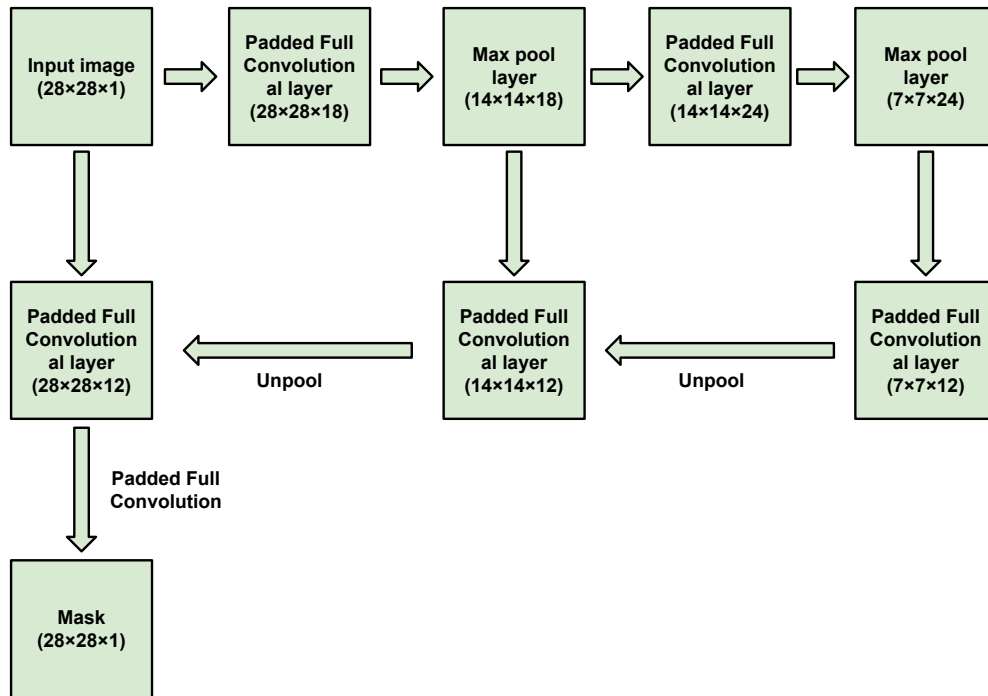 Input image
(28×28×1)
Padded Full
Convolution
al layer
(28×28×18)
Max pool
layer
(14×14×18)
Padded Full
Convolution
al layer
(14×14×24)
Max pool
layer
(7×7×24)
Padded Full
Convolution
al layer
(28×28×12)
Unpool
Padded Full
Convolution
al layer
(14×14×12)
Unpool
Padded Full
Convolution
al layer
(7×7×12)
Padded Full
Convolution
Mask
(28×28×1)